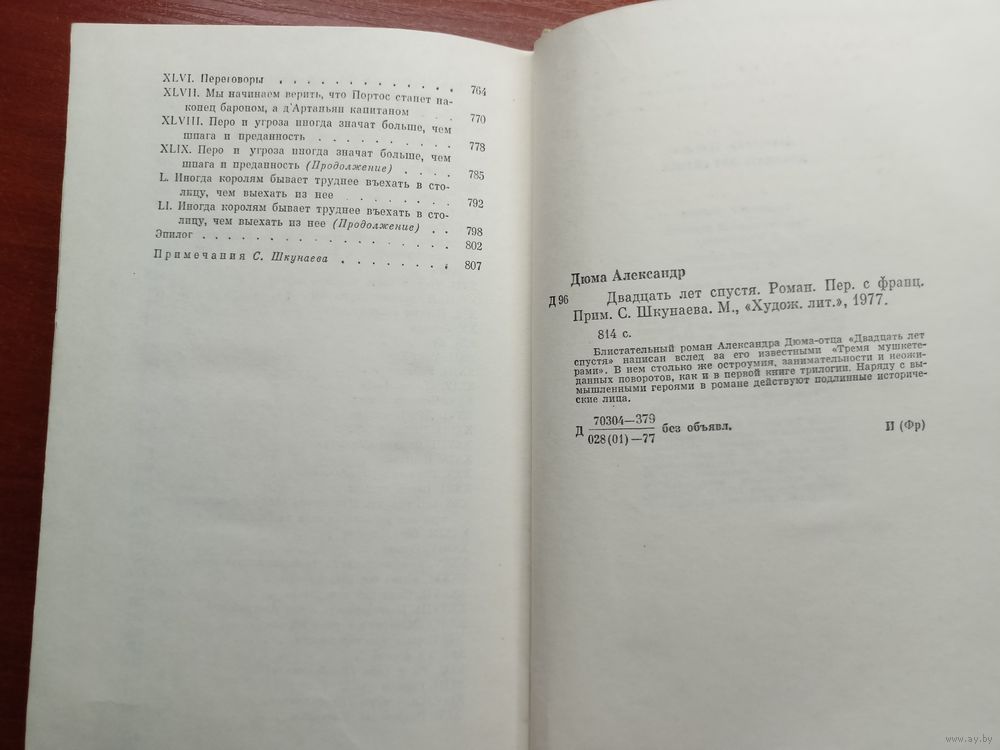 XLVI. Переговоры . . . . . . . . . . . . . 764
XLVII. Мы начинаем верить, что Портос станет на-
конец бароном, а д'Артаньян капитаном . . 770
XLVIII. Перо и угроза иногда значат больше, чем
шпага и преданность . . . . . . . . . 778
XLIX. Перо и угроза иногда значат больше, чем
шпага и преданность (Продолжение) . . . . 785
L. Иногда королям бывает труднее въехать в сто-
лицу, чем выехать из нее . . . . . . . . 792
LI. Иногда королям бывает труднее въехать в сто-
лицу, чем выехать из нее (Продолжение) . . 798
Эпилог . . . . . . . . . . . . . . . . 802
Примечания С. Шкунаева . . . . . . . . 807
Дюма Александр
Д96 Двадцать лет спустя. Роман. Пер. с франц.
Прим. С. Шкунаева. М., «Худож. лит.», 1977.
814 с.
Блистательный роман Александра Дюма-отца «Двадцать лет
спустя» написан вслед за его известными «Тремя мушкете-
рами». В нем столько же остроумия, занимательности и неожи-
данных поворотов, как и в первой книге трилогии. Наряду с вы-
мышленными героями в романе действуют подлинные историче-
ские лица.
Д 70304—379
028(01)—77 без объявл. И (Фр)
www.ay.by